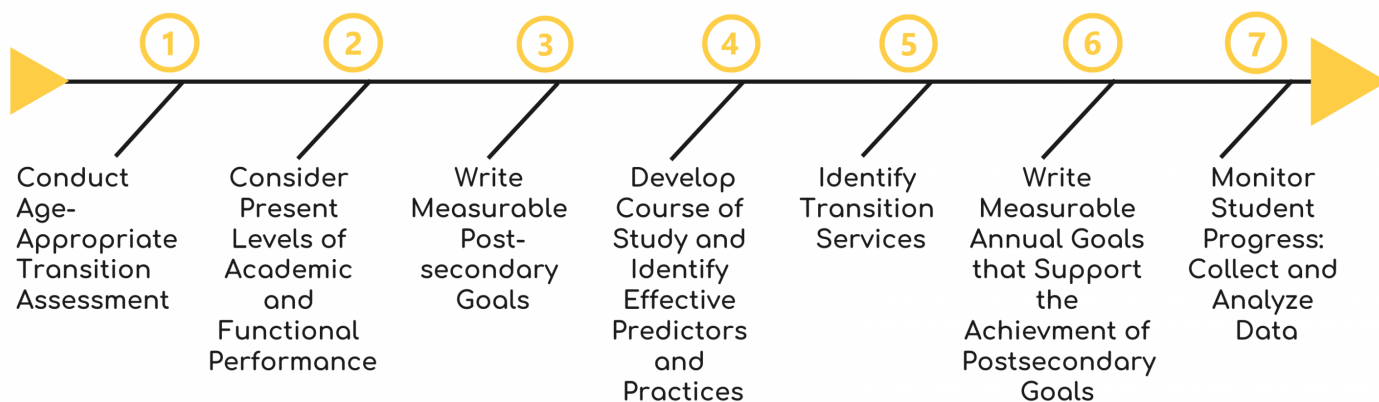 1
Conduct
Age-
Appropriate
Transition
Assessment
2
Consider
Present
Levels of
Academic
and
Functional
Performance
3
Write
Measurable
Post-
secondary
Goals
4
Develop
Course of
Study and
Identify
Effective
Predictors
and
Practices
5
Identify
Transition
Services
6
Write
Measurable
Annual Goals
that Support
the
Achievment of
Postsecondary
Goals
7
Monitor
Student
Progress:
Collect and
Analyze
Data